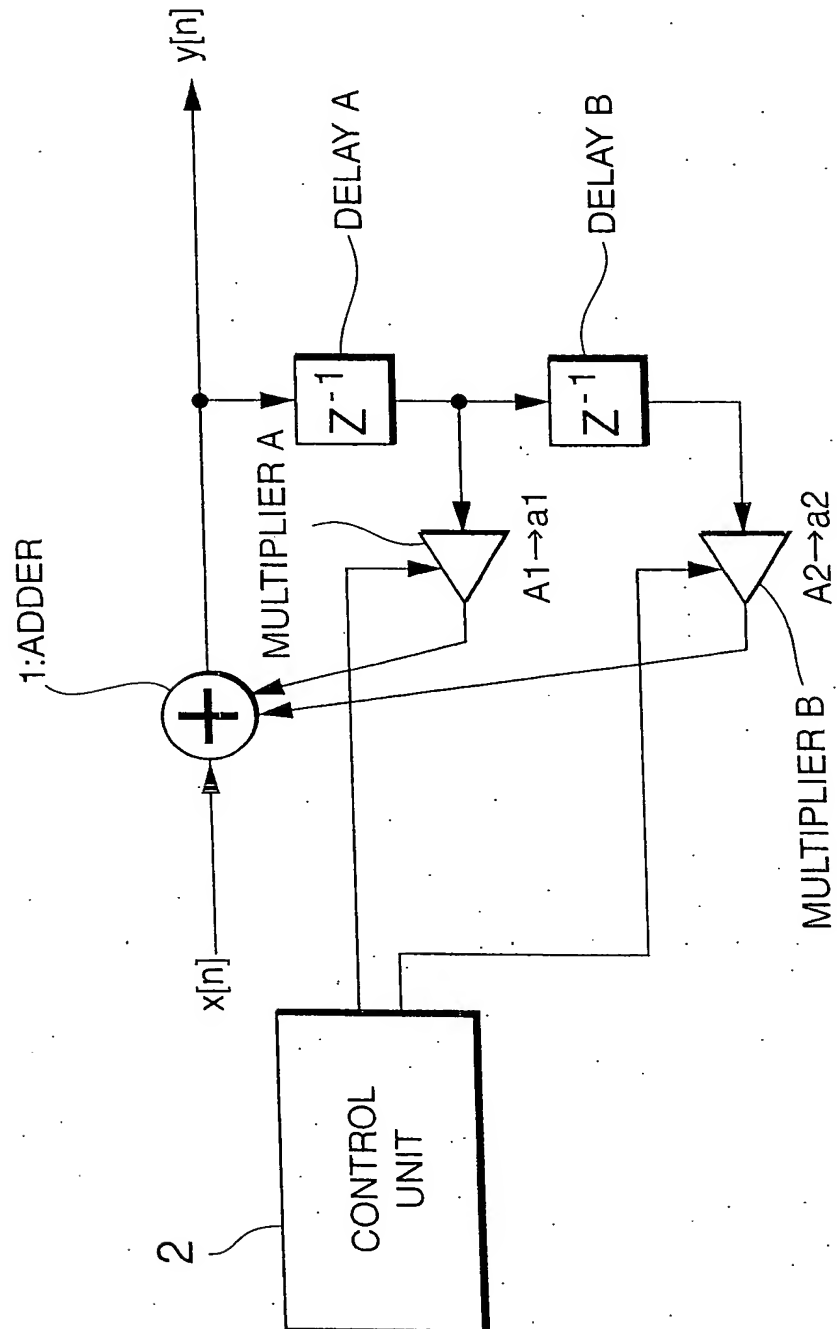 1:ADDER
x[n]
y[n]
MULTIPLIER A
Z-1
DELAY A
A1→a1
2
CONTROL
UNIT
Z-1
DELAY B
A2→a2
MULTIPLIER B